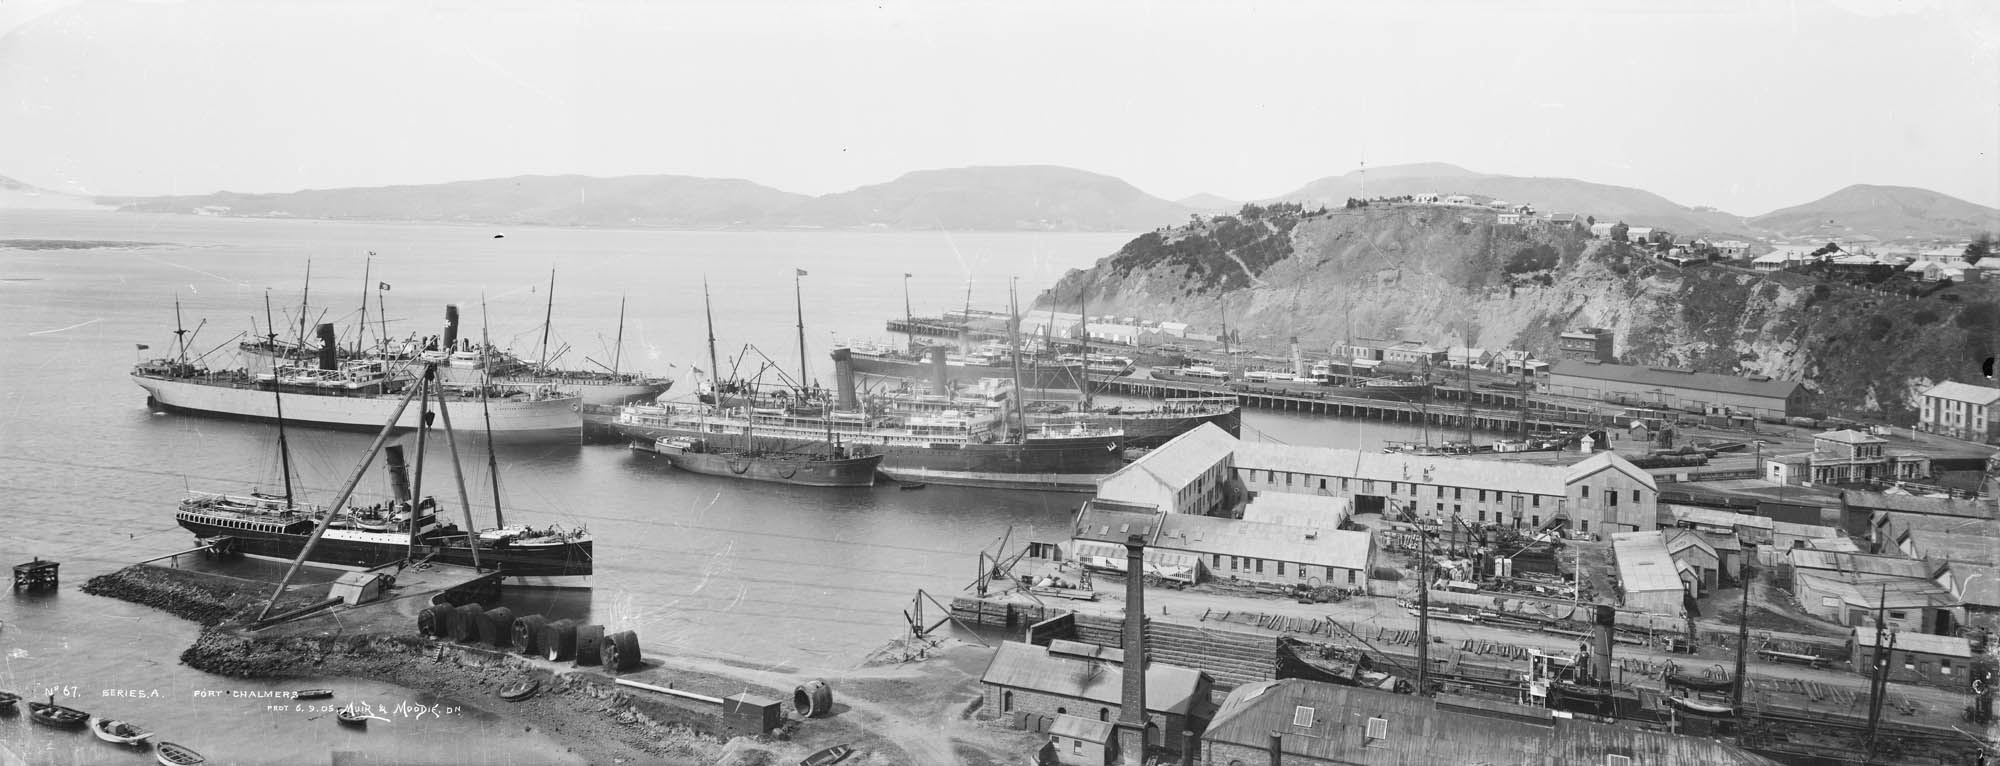 No 67. SERIES. A. PORT CHALMERS
PROT 6. 9. 05. MUIR & MOODIE. DN.